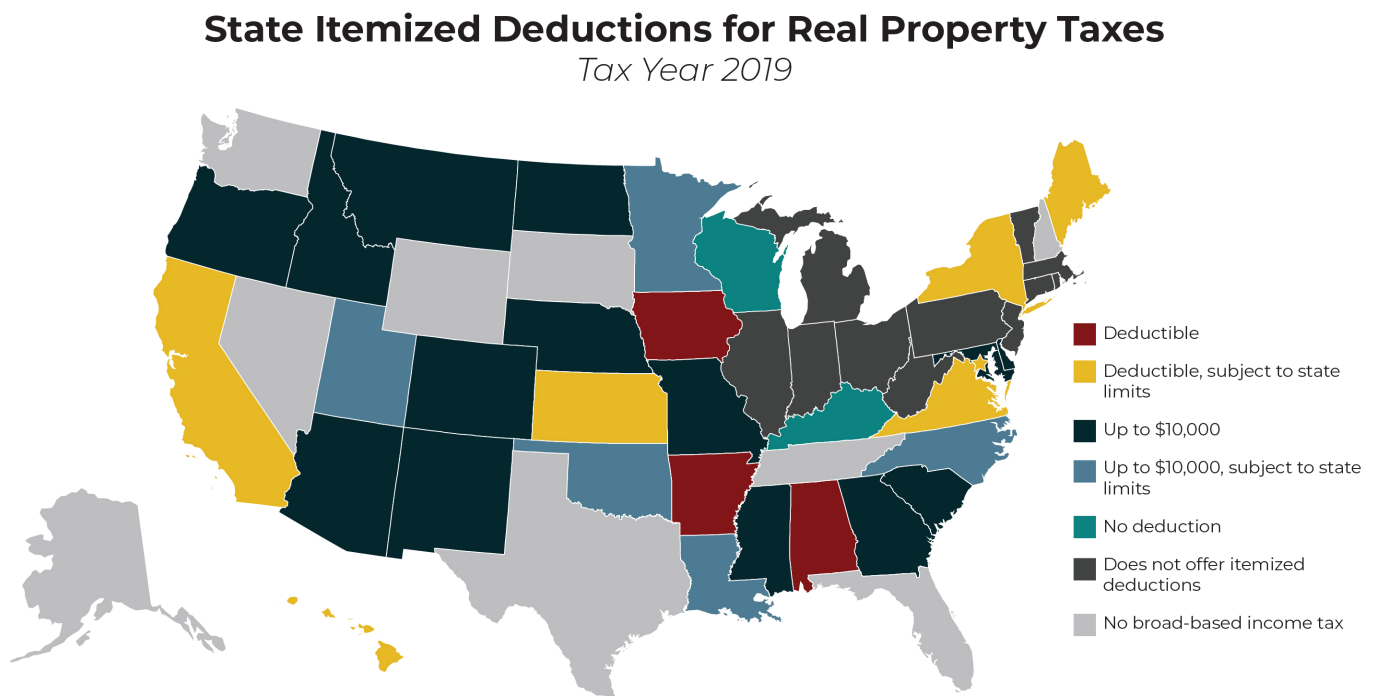 State Itemized Deductions for Real Property Taxes
Tax Year 2019
Deductible
Deductible, subject to state
limits
Up to $10,000
Up to $10,000, subject to state
limits
No deduction
Does not offer itemized
deductions
No broad-based income tax